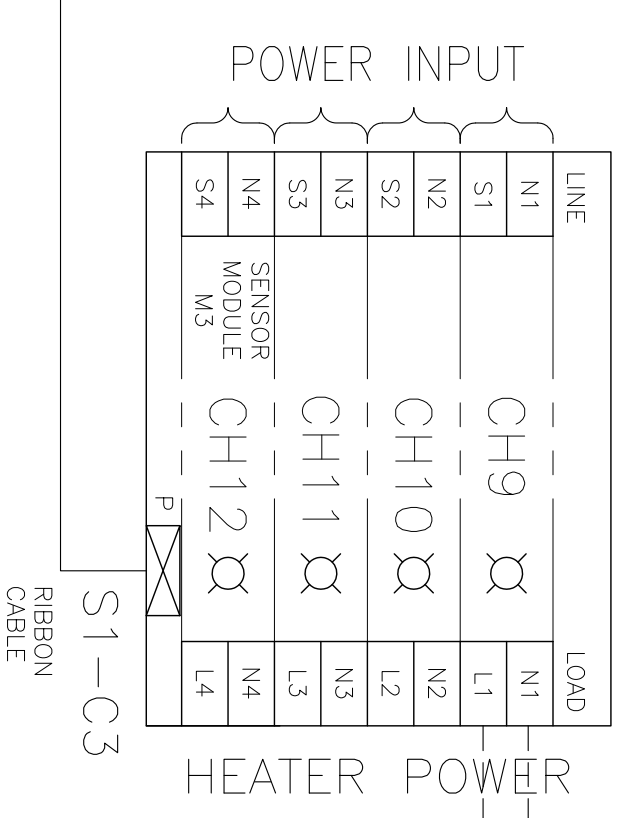 POWER INPUT
LINE
N1
S1
N2
S2
N3
S3
N4
S4
SENSOR
MODULE
M3
CH9
CH10
CH11
CH12
P
LOAD
N1
L1
N2
L2
N3
L3
N4
L4
HEATER POWER
S1-C3
RIBBON
CABLE